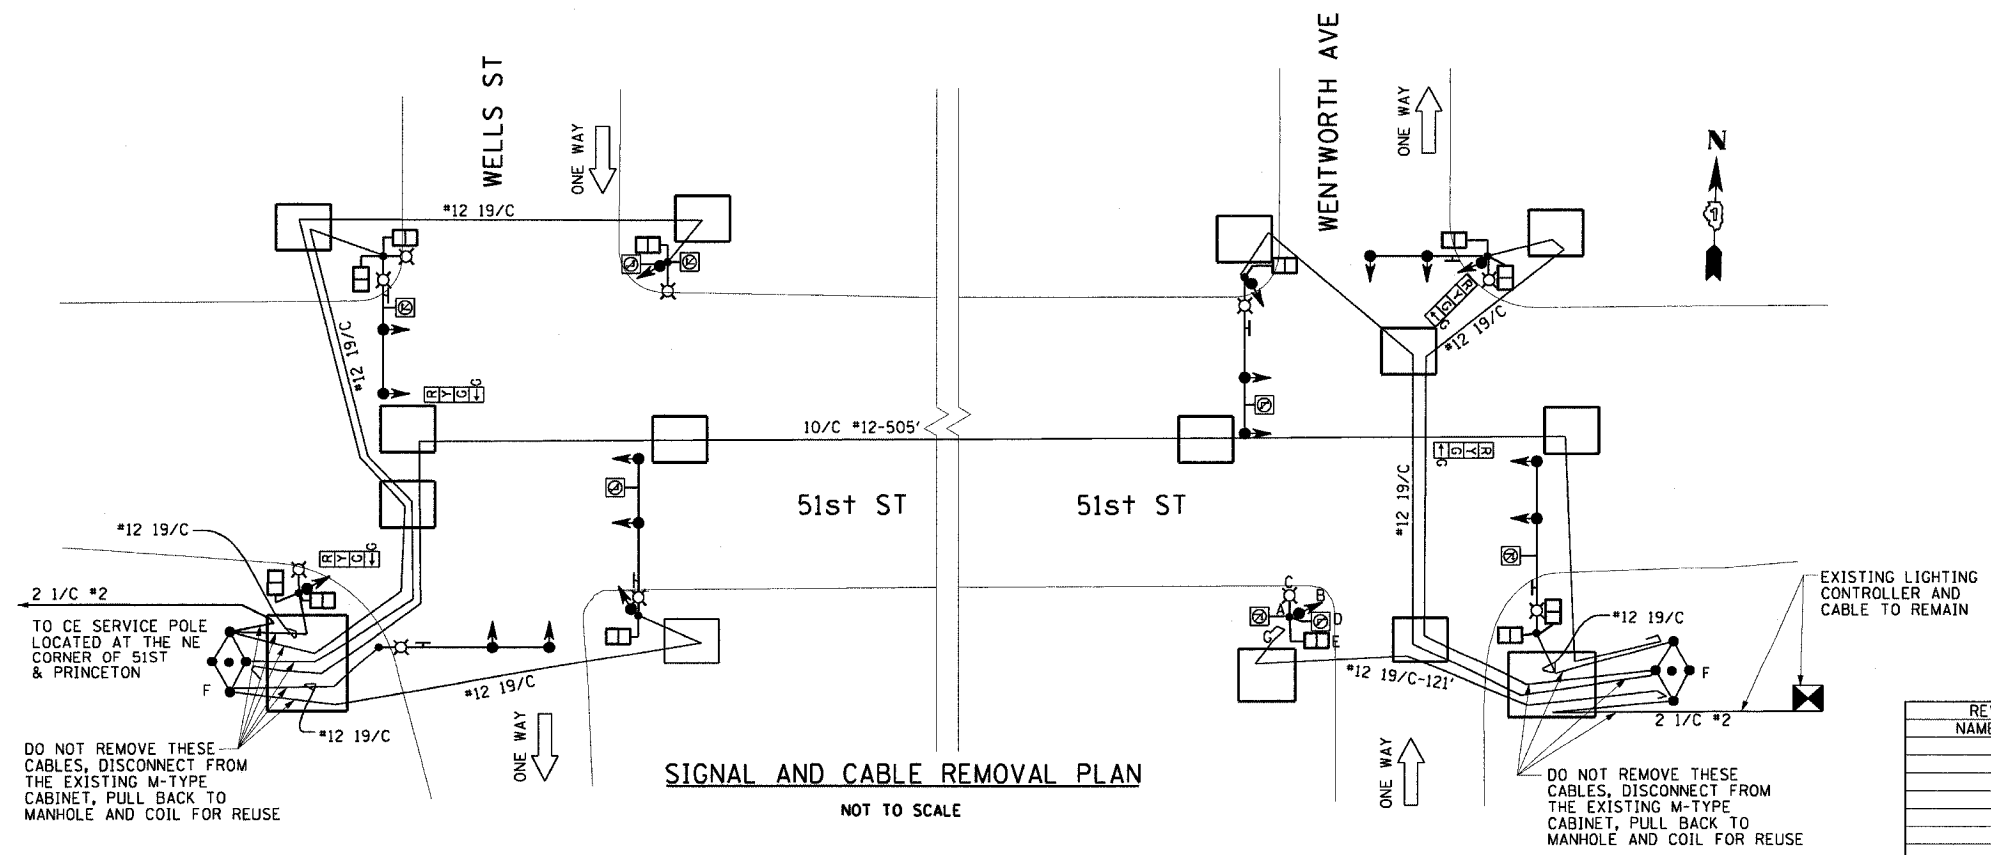 WELLS ST
ONE WAY
WENTWORTH AVE
ONE WAY
N
1
#12 19/C
#12 19/C
R Y G ←G
R Y G ←G
#12 19/C
10/C #12-505'
R Y G ←G
#12 19/C
51st ST
51st ST
#12 19/C
R Y G ←G
2 1/C #2
TO CE SERVICE POLE
LOCATED AT THE NE
CORNER OF 51ST
& PRINCETON
F
#12 19/C
#12 19/C
DO NOT REMOVE THESE
CABLES, DISCONNECT FROM
THE EXISTING M-TYPE
CABINET, PULL BACK TO
MANHOLE AND COIL FOR REUSE
ONE WAY
C
B
A
D
E
G
#12 19/C-121'
#12 19/C
EXISTING LIGHTING
CONTROLLER AND
CABLE TO REMAIN
F
2 1/C #2
ONE WAY
DO NOT REMOVE THESE
CABLES, DISCONNECT FROM
THE EXISTING M-TYPE
CABINET, PULL BACK TO
MANHOLE AND COIL FOR REUSE
SIGNAL AND CABLE REMOVAL PLAN
NOT TO SCALE
RE
NAME